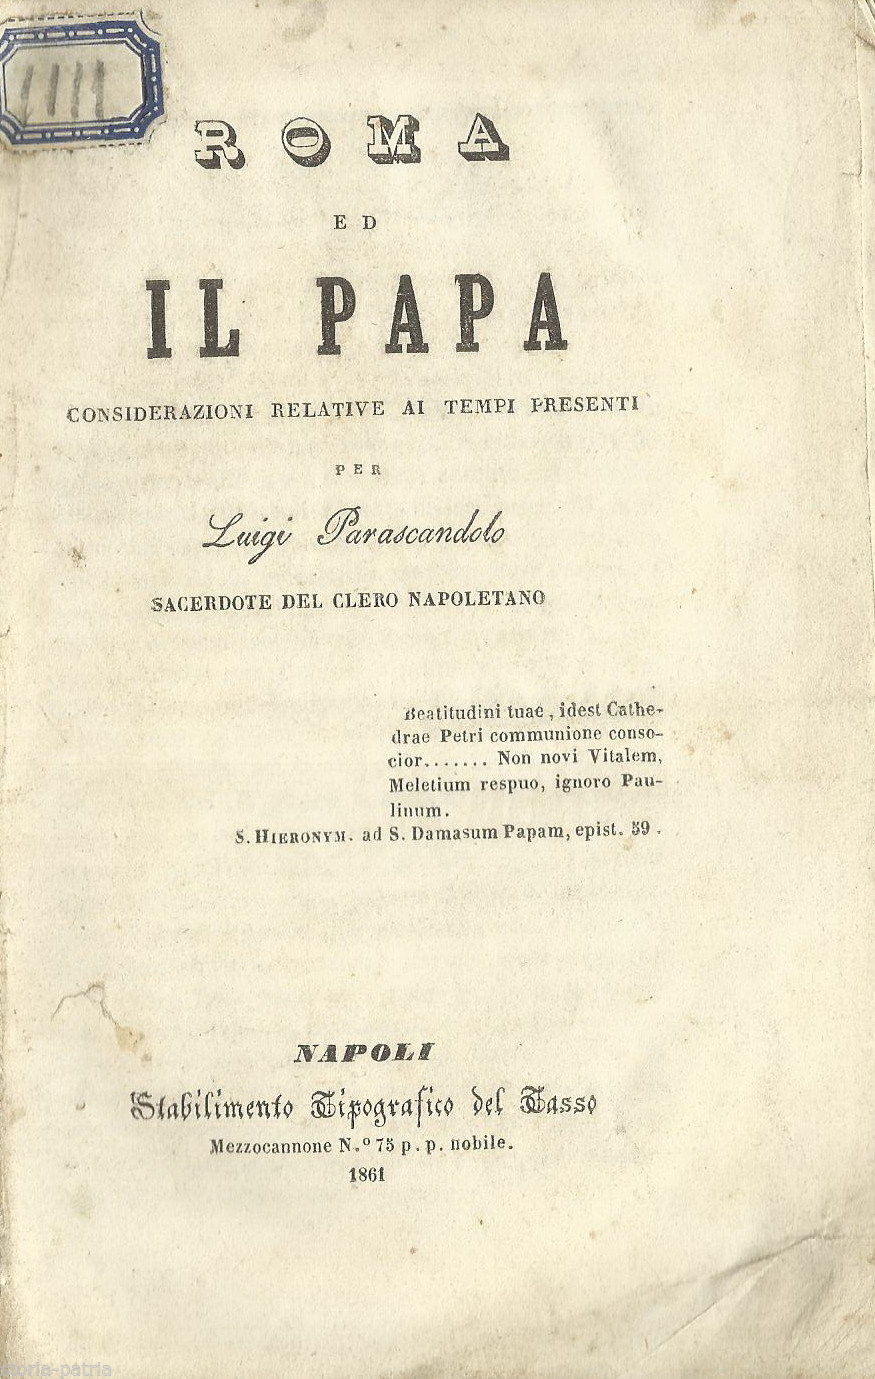 1111
ROMA
ED
IL PAPA
CONSIDERAZIONI RELATIVE AI TEMPI PRESENTI
PER
Luigi Parascandolo
SACERDOTE DEL CLERO NAPOLETANO
Beatitudini tuae, idest Cathe-
drae Petri communione conso-
cior....... Non novi Vitalem,
Meletium respuo, ignoro Pau-
linum.
S. HIERONYM. ad S. Damasum Papam, epist. 59.
NAPOLI
Stabilimento Tipografico del Tasso
Mezzocannone N.º 75 p. p. nobile.
1861
storia-patria